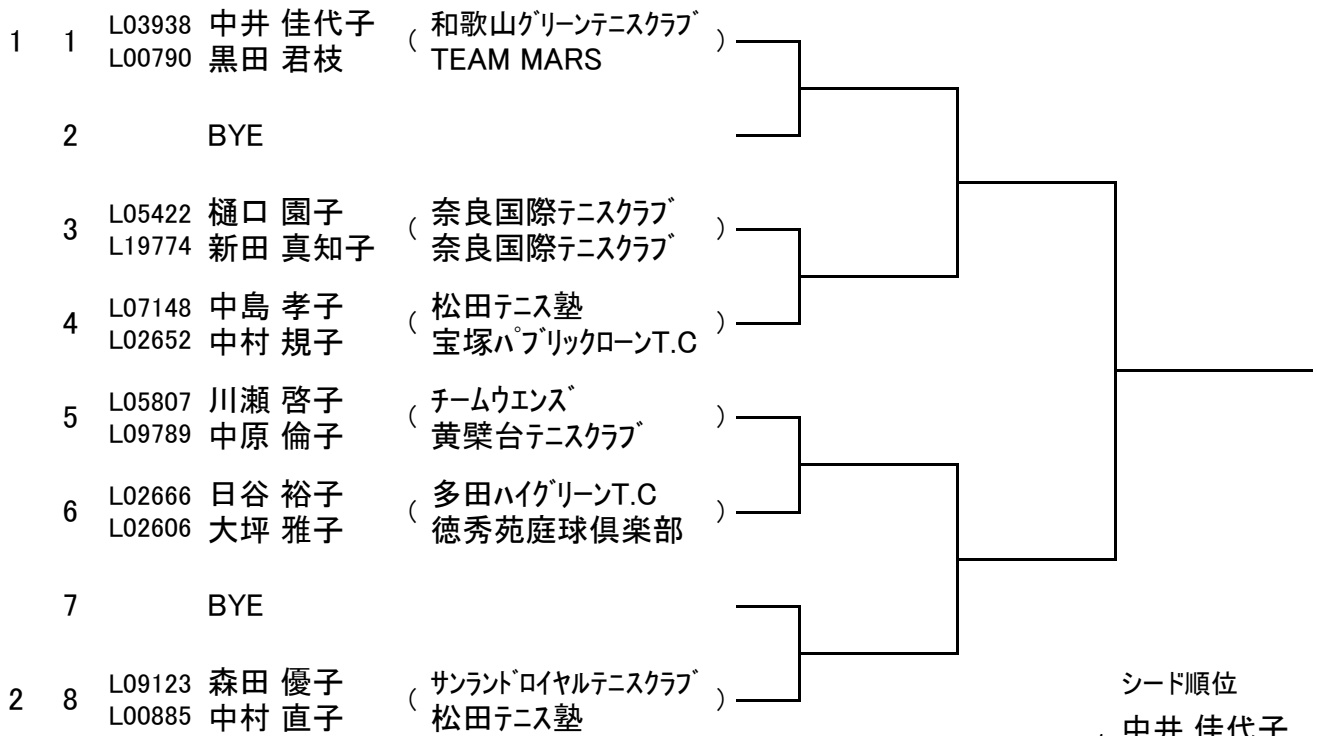 1 1 L03938 中井 佳代子 ( 和歌山グリーンテニスクラブ )
L00790 黒田 君枝 TEAM MARS
2 BYE
3 L05422 樋口 園子 ( 奈良国際テニスクラブ )
L19774 新田 真知子 奈良国際テニスクラブ
4 L07148 中島 孝子 ( 松田テニス塾 )
L02652 中村 規子 宝塚パブリックローンT.C
5 L05807 川瀬 啓子 ( チームウエンズ )
L09789 中原 倫子 黄檗台テニスクラブ
6 L02666 日谷 裕子 ( 多田ハイグリーンT.C )
L02606 大坪 雅子 徳秀苑庭球倶楽部
7 BYE
2 8 L09123 森田 優子 ( サンランドロイヤルテニスクラブ )
L00885 中村 直子 松田テニス塾
シード順位
中井 佳代子